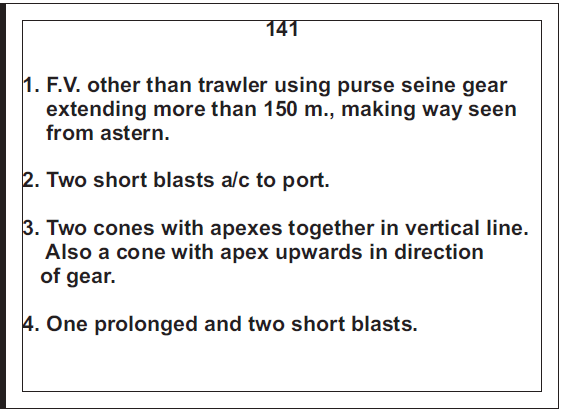 141
1. F.V. other than trawler using purse seine gear
extending more than 150 m., making way seen
from astern.
2. Two short blasts a/c to port.
3. Two cones with apexes together in vertical line.
Also a cone with apex upwards in direction
of gear.
4. One prolonged and two short blasts.